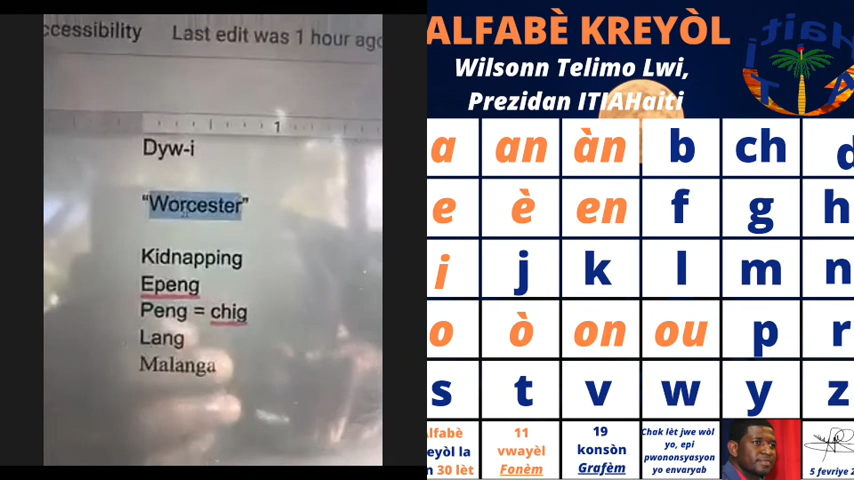 ccessibility Last edit was 1 hour ago
1
Dyw-i
“Worcester”
Kidnapping
Epeng
Peng = chig
Lang
Malanga
ALFABÈ KREYÒL
Wilsonn Telimo Lwi,
Prezidan ITIAHaiti
a an àn b ch d
e è en f g h
i j k l m n
o ò on ou p r
s t v w y z
lfabè
eyòl la
n 30 lèt
11
vwayèl
Fonèm
19
konsòn
Grafèm
Chak lèt jwe wòl
yo, epi
pwononsyasyon
yo envaryab
5 fevriye 2